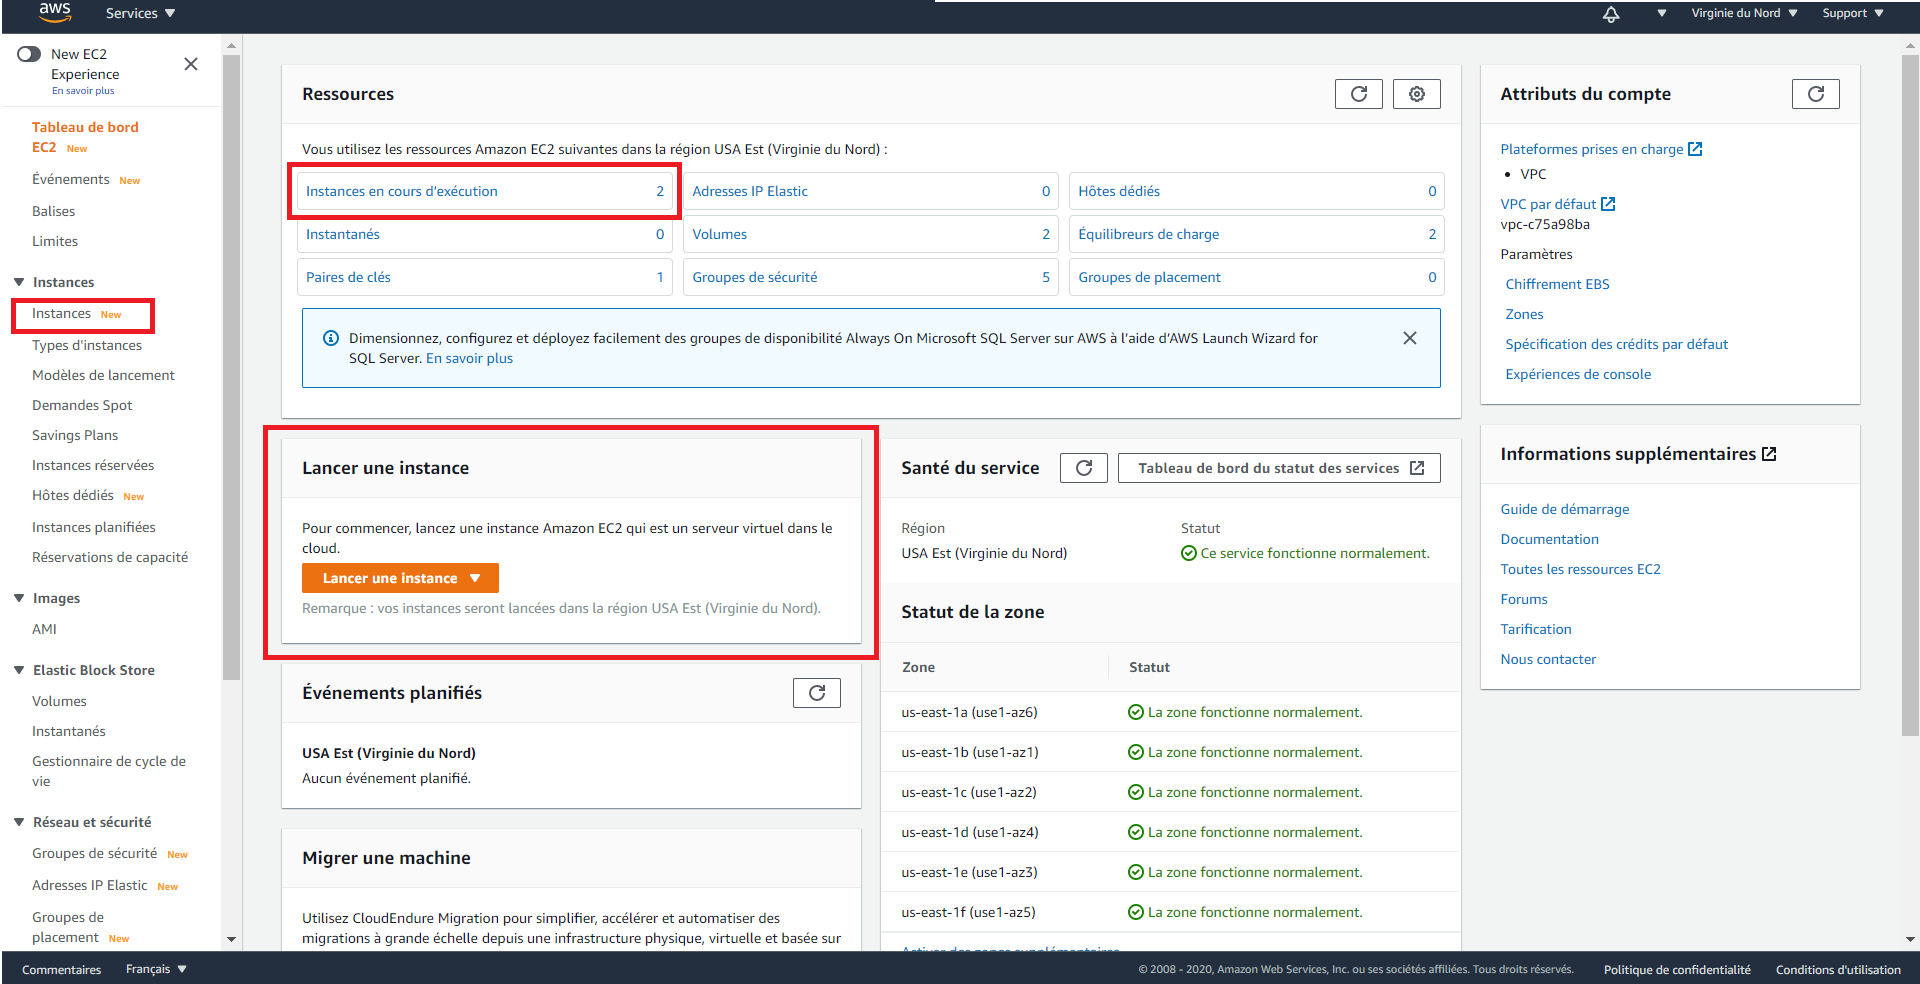 aws
Services
Virginie du Nord
Support
New EC2
Experience
En savoir plus
Tableau de bord
EC2 New
Événements New
Balises
Limites
Instances
Instances New
Types d'instances
Modèles de lancement
Demandes Spot
Savings Plans
Instances réservées
Hôtes dédiés New
Instances planifiées
Réservations de capacité
Images
AMI
Elastic Block Store
Volumes
Instantanés
Gestionnaire de cycle de
vie
Réseau et sécurité
Groupes de sécurité New
Adresses IP Elastic New
Groupes de
placement New
Ressources
Vous utilisez les ressources Amazon EC2 suivantes dans la région USA Est (Virginie du Nord) :
Instances en cours d'exécution 2
Adresses IP Elastic 0
Hôtes dédiés 0
Instantanés 0
Volumes 2
Équilibreurs de charge 2
Paires de clés 1
Groupes de sécurité 5
Groupes de placement 0
Dimensionnez, configurez et déployez facilement des groupes de disponibilité Always On Microsoft SQL Server sur AWS à l'aide d'AWS Launch Wizard for
SQL Server. En savoir plus
Lancer une instance
Pour commencer, lancez une instance Amazon EC2 qui est un serveur virtuel dans le
cloud.
Lancer une instance
Remarque : vos instances seront lancées dans la région USA Est (Virginie du Nord).
Événements planifiés
USA Est (Virginie du Nord)
Aucun événement planifié.
Migrer une machine
Utilisez CloudEndure Migration pour simplifier, accélérer et automatiser des
migrations à grande échelle depuis une infrastructure physique, virtuelle et basée sur
Santé du service
Tableau de bord du statut des services
Région
Statut
USA Est (Virginie du Nord)
Ce service fonctionne normalement.
Statut de la zone
Zone
Statut
us-east-1a (use1-az6) La zone fonctionne normalement.
us-east-1b (use1-az1) La zone fonctionne normalement.
us-east-1c (use1-az2) La zone fonctionne normalement.
us-east-1d (use1-az4) La zone fonctionne normalement.
us-east-1e (use1-az3) La zone fonctionne normalement.
us-east-1f (use1-az5) La zone fonctionne normalement.
Activer des zones supplémentaires
Attributs du compte
Plateformes prises en charge
• VPC
VPC par défaut
vpc-c75a98ba
Paramètres
Chiffrement EBS
Zones
Spécification des crédits par défaut
Expériences de console
Informations supplémentaires
Guide de démarrage
Documentation
Toutes les ressources EC2
Forums
Tarification
Nous contacter
Commentaires
Français
© 2008 - 2020, Amazon Web Services, Inc. ou ses sociétés affiliées. Tous droits réservés.
Politique de confidentialité
Conditions d'utilisation